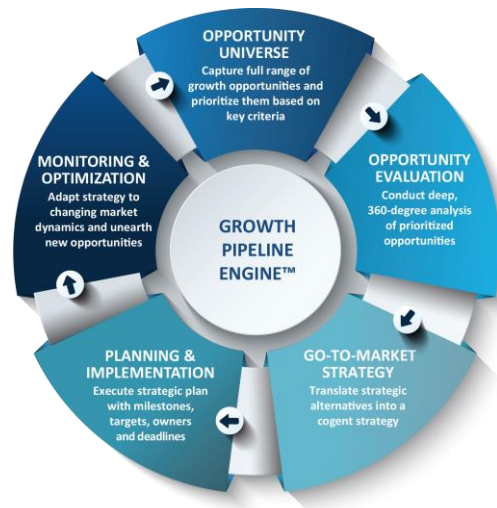 OPPORTUNITY
UNIVERSE
Capture full range of
growth opportunities and
prioritize them based on
key criteria
OPPORTUNITY
EVALUATION
Conduct deep,
360-degree analysis
of prioritized
opportunities
GO-TO-MARKET
STRATEGY
Translate strategic
alternatives into a
cogent strategy
PLANNING &
IMPLEMENTATION
Execute strategic plan
with milestones,
targets, owners
and deadlines
MONITORING &
OPTIMIZATION
Adapt strategy to
changing market
dynamics and unearth
new opportunities
GROWTH
PIPELINE
ENGINE™